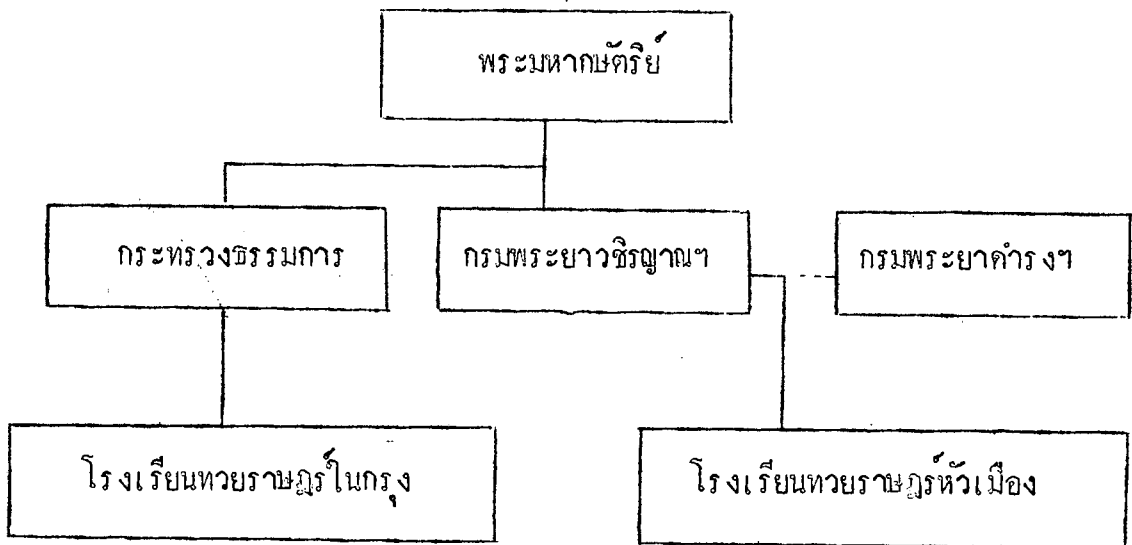 พระมหากษัตริย์
กระทรวงธรรมการ
กรมพระยาวชิรญาณฯ
กรมพระยาดำรงฯ
โรงเรียนทวยราษฎร์ในกรุง
โรงเรียนทวยราษฎร์หัวเมือง